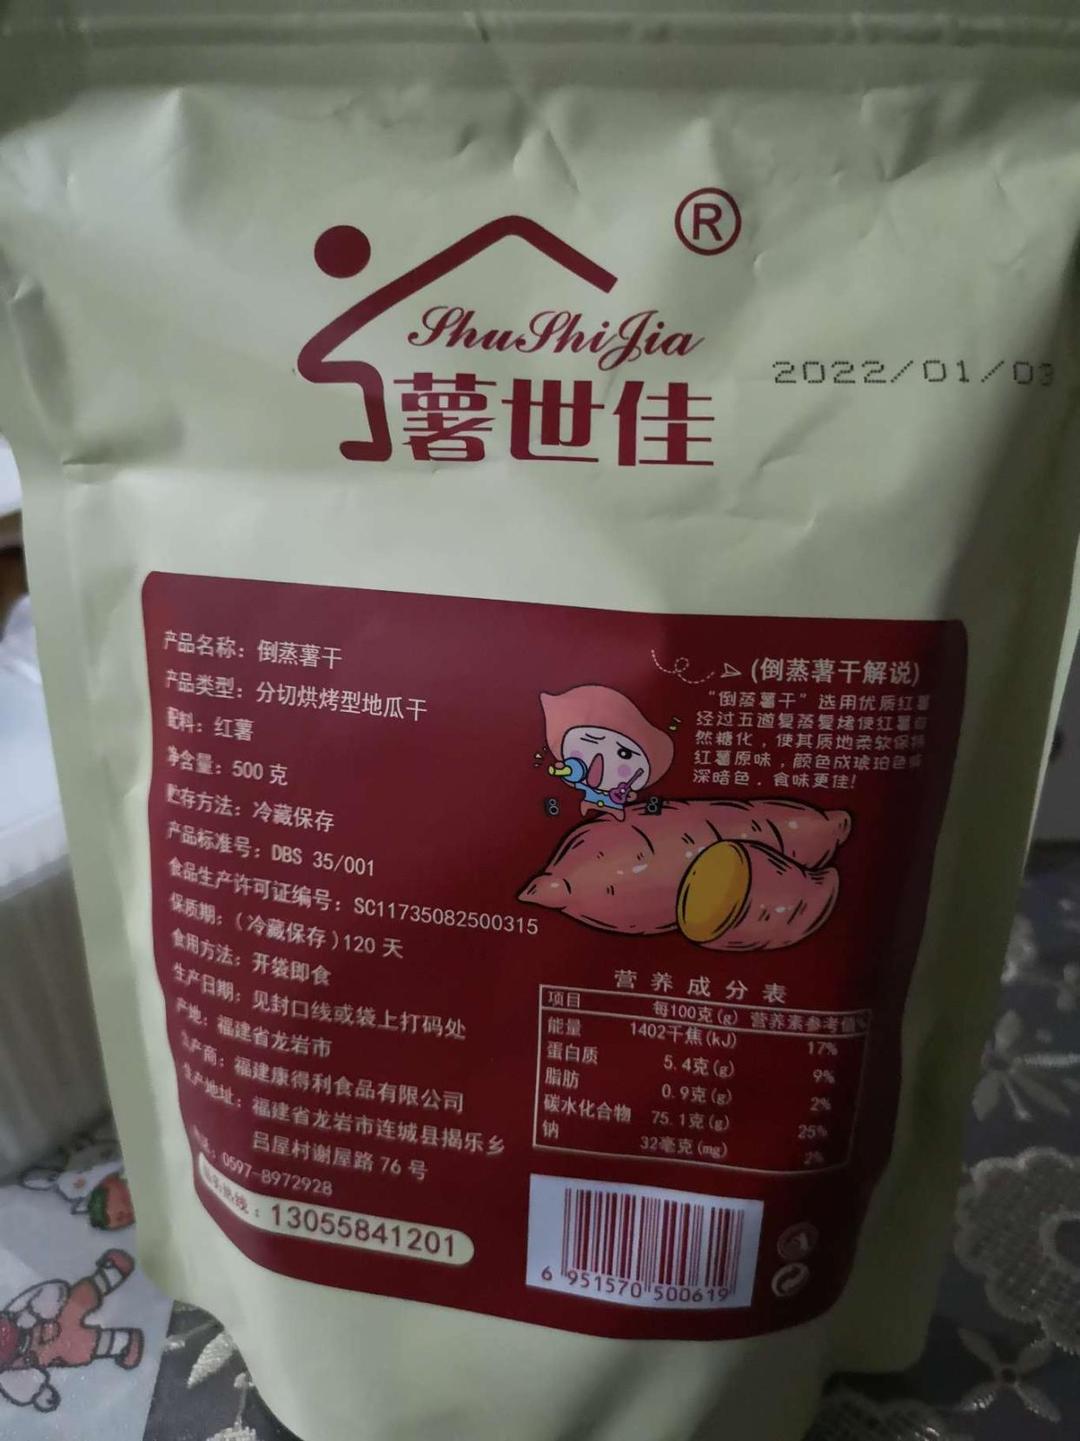 ®
ShuShiJia
薯世佳
2022/01/03
产品名称：倒蒸薯干
产品类型：分切烘烤型地瓜干
配料：红薯
净含量：500 克
贮存方法：冷藏保存
产品标准号：DBS 35/001
食品生产许可证编号：SC11735082500315
保质期：（冷藏保存）120 天
食用方法：开袋即食
生产日期：见封口线或袋上打码处
产地：福建省龙岩市
生产商：福建康得利食品有限公司
生产地址：福建省龙岩市连城县揭乐乡
吕屋村谢屋路 76 号
0597-8972928
热线：13055841201
(倒蒸薯干解说)
“倒蒸薯干”选用优质红薯
经过五道复蒸复烤使红薯自
然糖化，使其质地柔软保持
红薯原味，颜色成琥珀色
深暗色，食味更佳!
营养成分表
项目 每100克(g) 营养素参考值%
能量 1402千焦(kJ) 17%
蛋白质 5.4克(g) 9%
脂肪 0.9克(g) 2%
碳水化合物 75.1克(g) 25%
钠 32毫克(mg) 2%
6 951570 500619